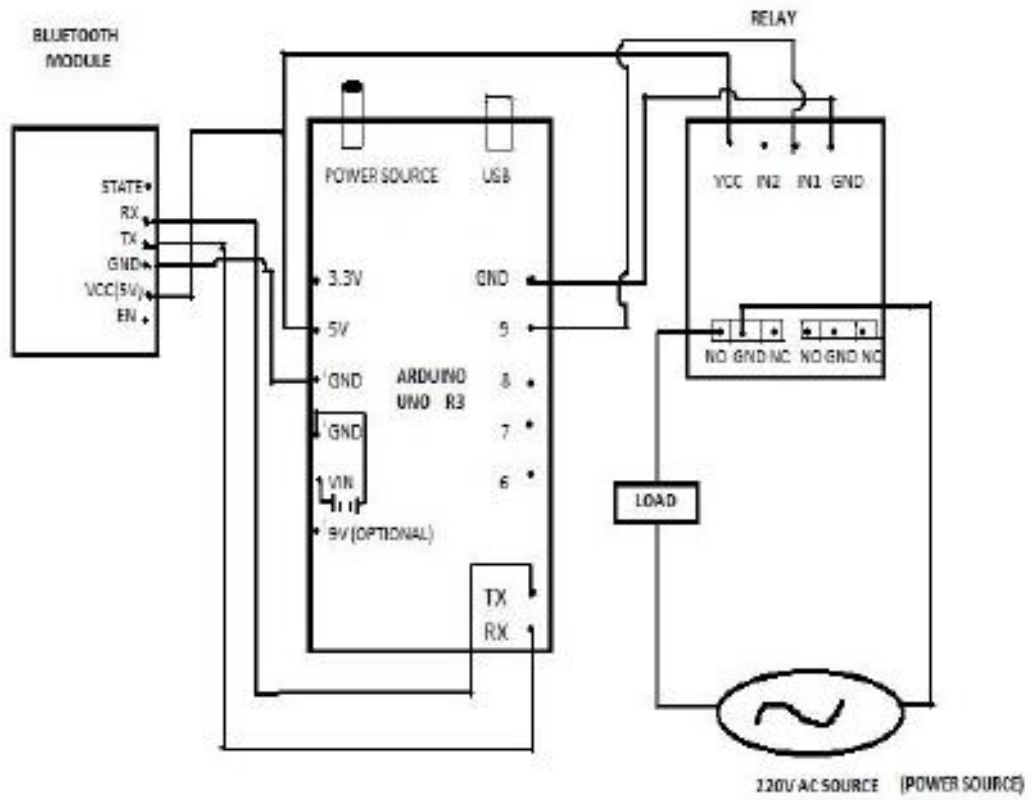 RELAY
BLUETOOTH
MODULE
STATE
RX
TX
GND
VCC(5V)
EN
POWER SOURCE
USB
3.3V
5V
GND
GND
VIN
9V (OPTIONAL)
ARDUINO
UNO R3
GND
9
8
7
6
TX
RX
VCC IN2 IN1 GND
NO GND NC NO GND NC
LOAD
220V AC SOURCE (POWER SOURCE)